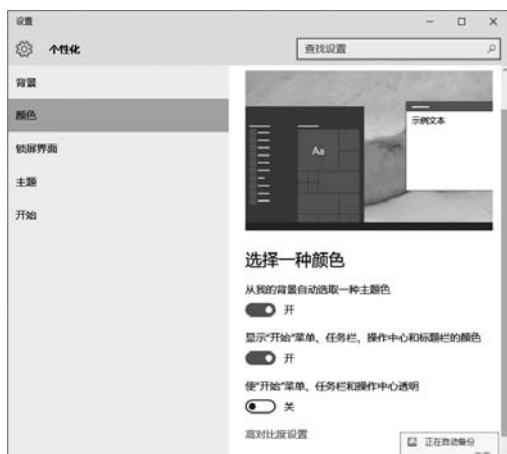 设置
个性化
查找设置
背景
颜色
锁屏界面
主题
开始
Aa
示例文本
选择一种颜色
从我的背景自动选取一种主题色
开
显示“开始”菜单、任务栏、操作中心和标题栏的颜色
开
使“开始”菜单、任务栏和操作中心透明
关
高对比度设置
正在自动备份